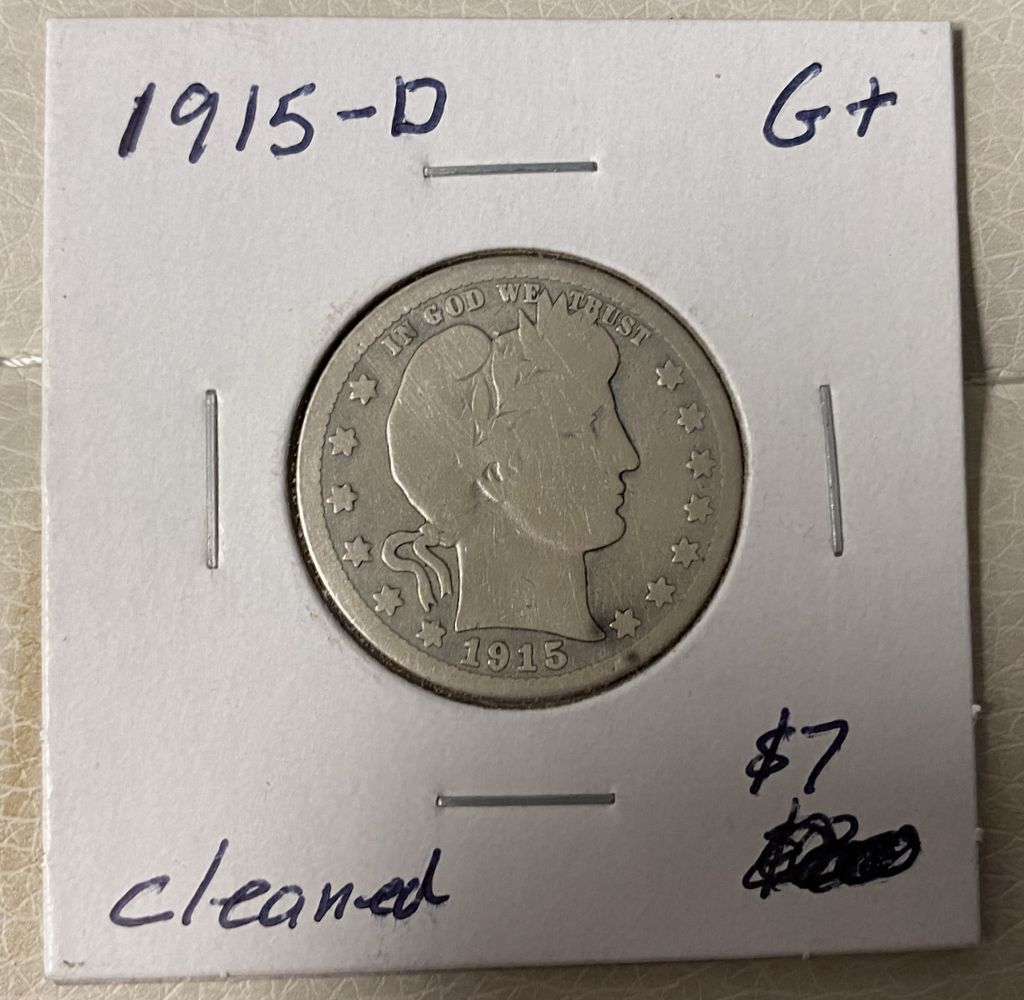 1915-D
G+
IN GOD WE TRUST
1915
$7
cleaned